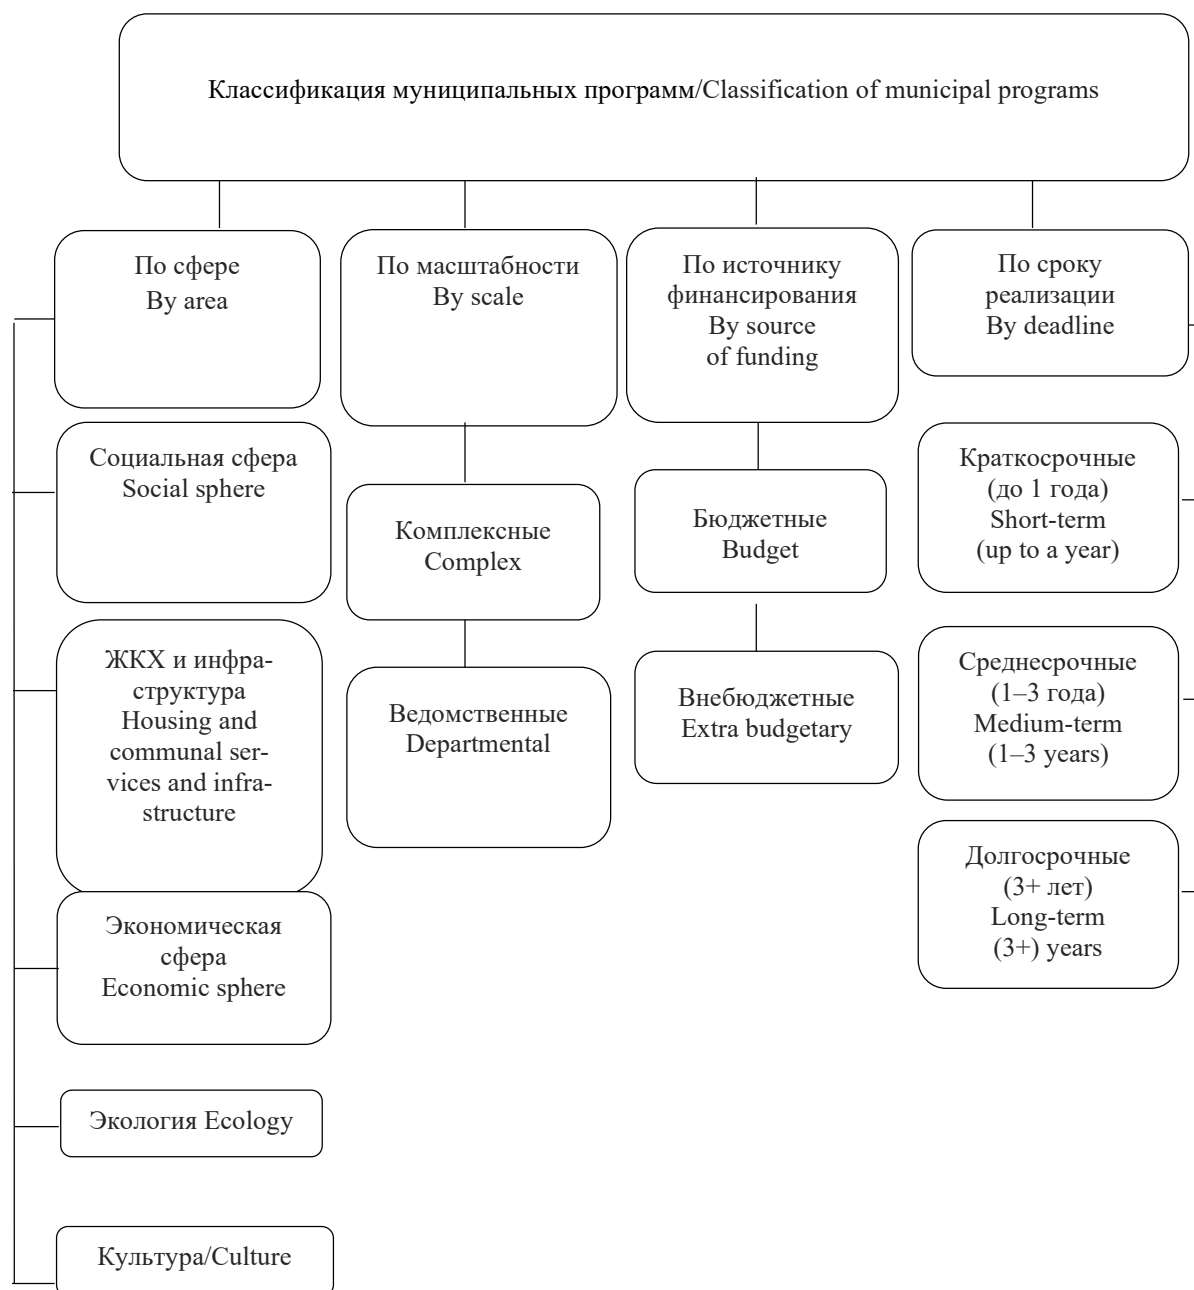 Классификация муниципальных программ/Classification of municipal programs
По сфере
By area
По масштабности
By scale
По источнику
финансирования
By source
of funding
По сроку
реализации
By deadline
Социальная сфера
Social sphere
ЖКХ и инфра-
структура
Housing and
communal ser-
vices and infra-
structure
Экономическая
сфера
Economic sphere
Экология Ecology
Культура/Culture
Комплексные
Complex
Ведомственные
Departmental
Бюджетные
Budget
Внебюджетные
Extra budgetary
Краткосрочные
(до 1 года)
Short-term
(up to a year)
Среднесрочные
(1–3 года)
Medium-term
(1–3 years)
Долгосрочные
(3+ лет)
Long-term
(3+) years